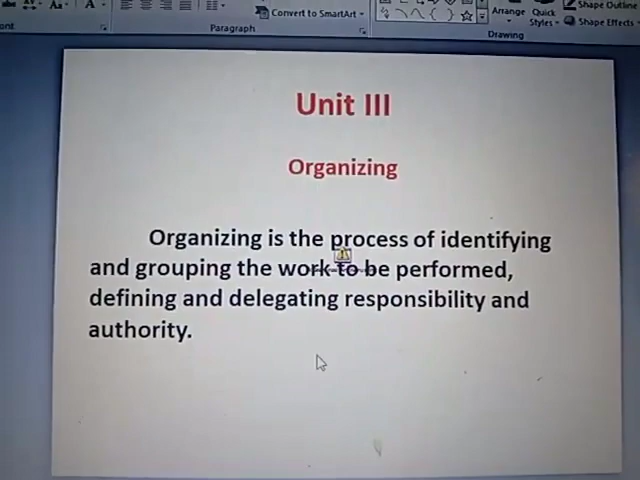 Aa
A
Convert to SmartArt
Arrange
Quick
Styles
Shape Outline
Shape Effects
Paragraph
Drawing
Unit III
Organizing
Organizing is the process of identifying
and grouping the work to be performed,
defining and delegating responsibility and
authority.